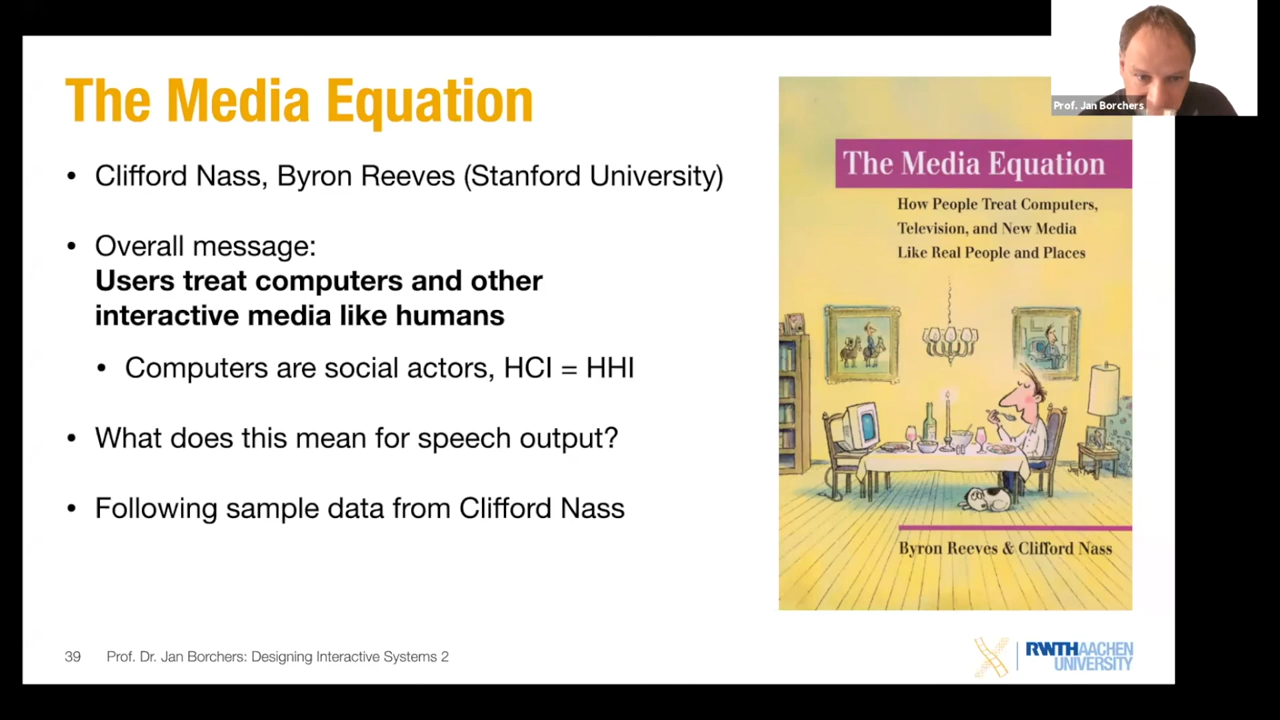 The Media Equation
• Clifford Nass, Byron Reeves (Stanford University)
• Overall message:
Users treat computers and other
interactive media like humans
• Computers are social actors, HCI = HHI
• What does this mean for speech output?
• Following sample data from Clifford Nass
Prof. Jan Borchers
The Media Equation
How People Treat Computers,
Television, and New Media
Like Real People and Places
Byron Reeves & Clifford Nass
39 Prof. Dr. Jan Borchers: Designing Interactive Systems 2
RWTHAACHEN
UNIVERSITY